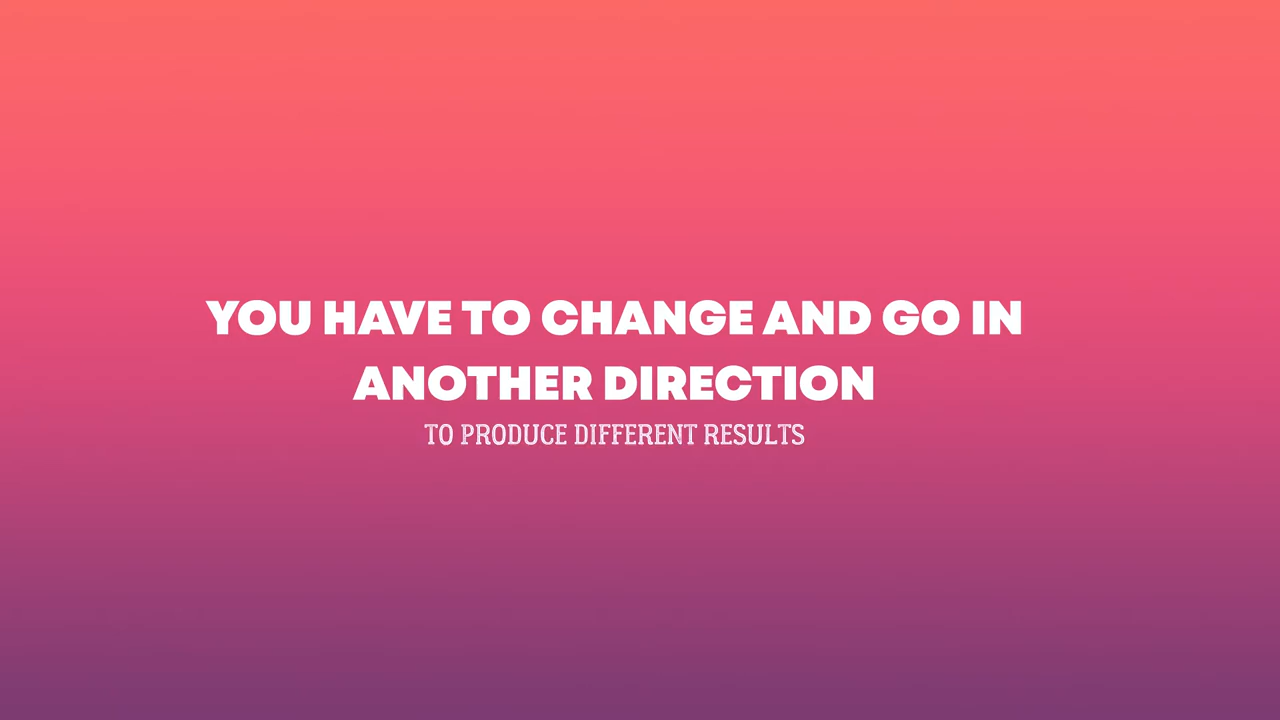 YOU HAVE TO CHANGE AND GO IN
ANOTHER DIRECTION
TO PRODUCE DIFFERENT RESULTS